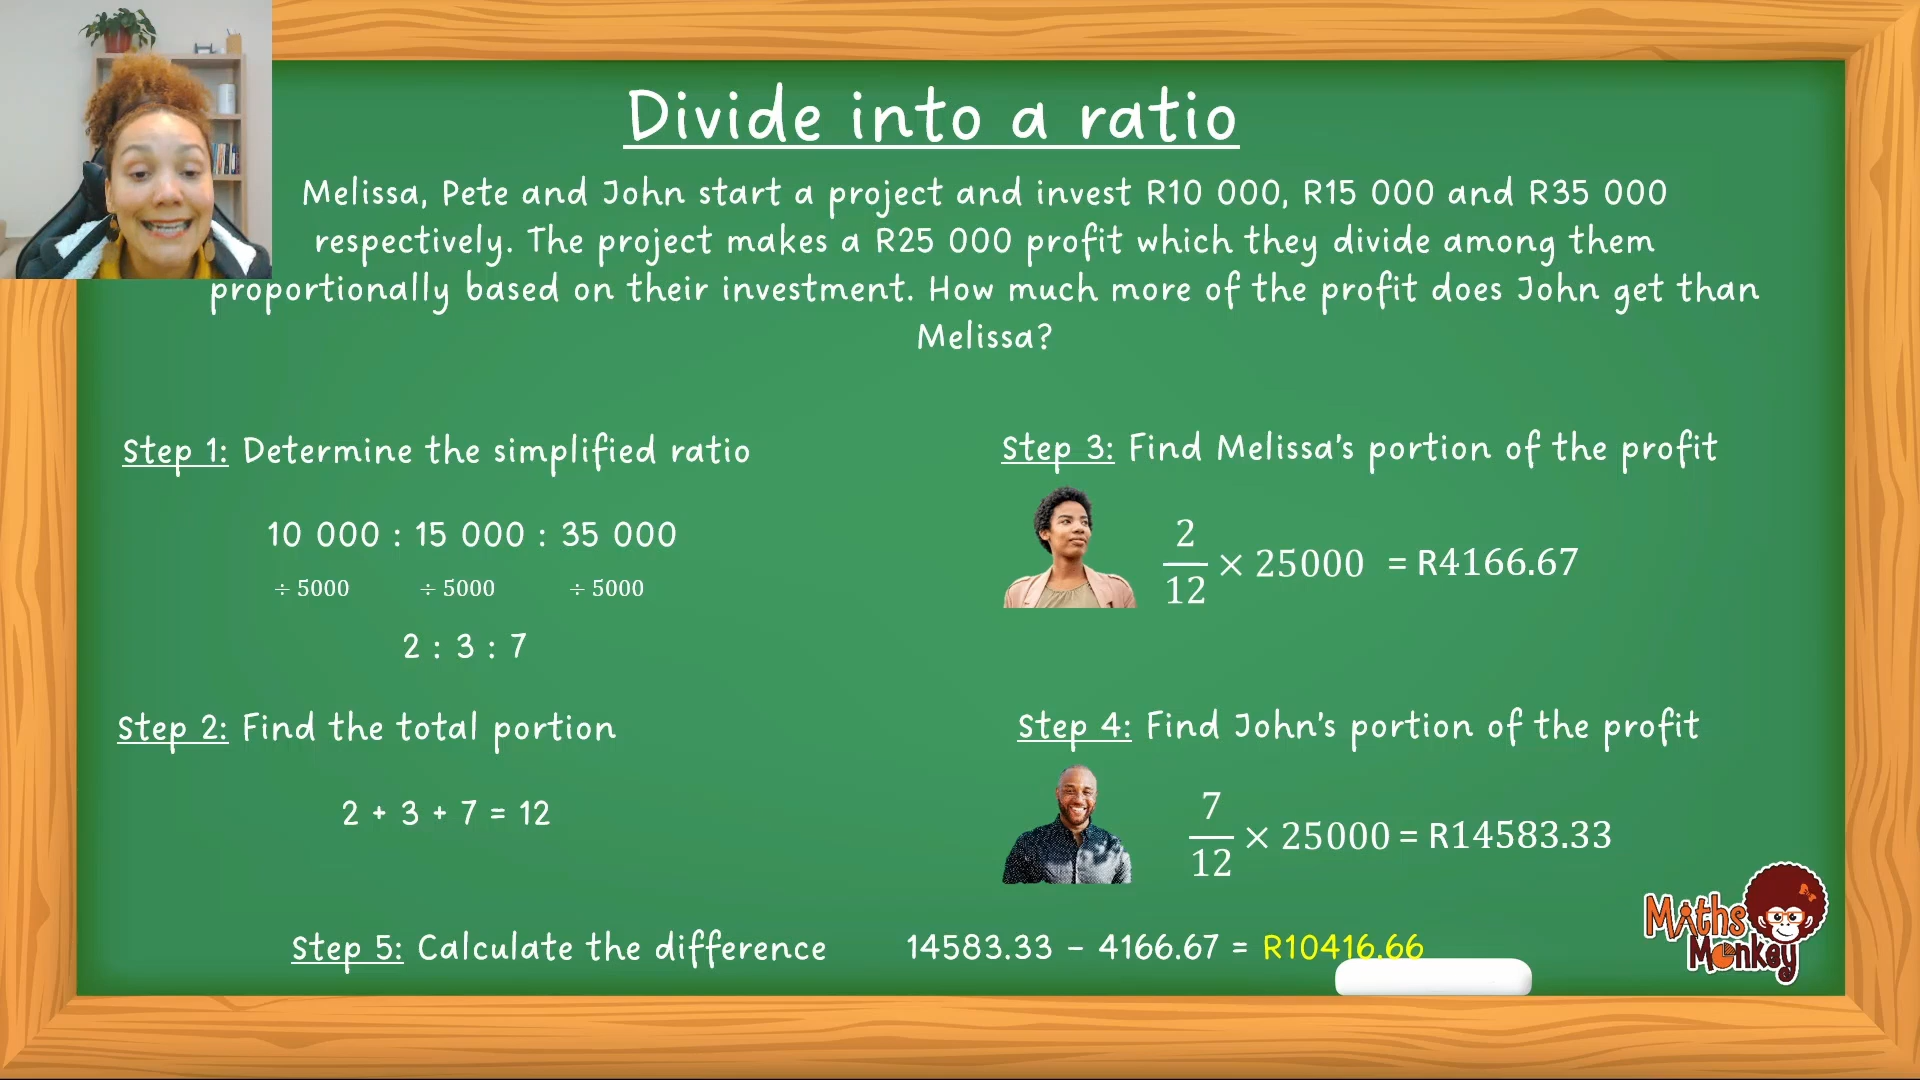 Divide into a ratio
Melissa, Pete and John start a project and invest R10 000, R15 000 and R35 000
respectively. The project makes a R25 000 profit which they divide among them
proportionally based on their investment. How much more of the profit does John get than
Melissa?
Step 1: Determine the simplified ratio
10 000 : 15 000 : 35 000
÷ 5000 ÷ 5000 ÷ 5000
2 : 3 : 7
Step 2: Find the total portion
2 + 3 + 7 = 12
Step 3: Find Melissa's portion of the profit
2/12 × 25000 = R4166.67
Step 4: Find John's portion of the profit
7/12 × 25000 = R14583.33
Step 5: Calculate the difference 14583.33 – 4166.67 = R10416.66
Maths
Monkey